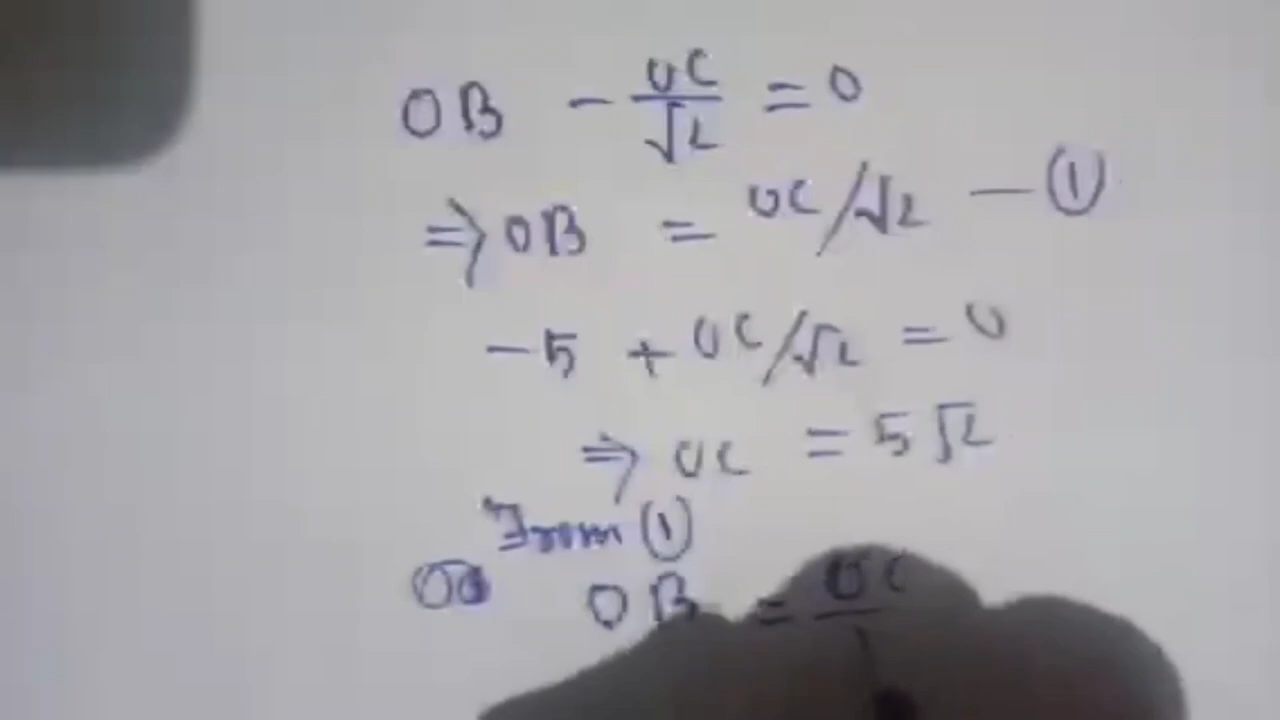 OB - OC/√2 = 0
⇒ OB = OC/√2 — ①
-5 + OC/√2 = 0
⇒ OC = 5√2
From ①
OB = OC